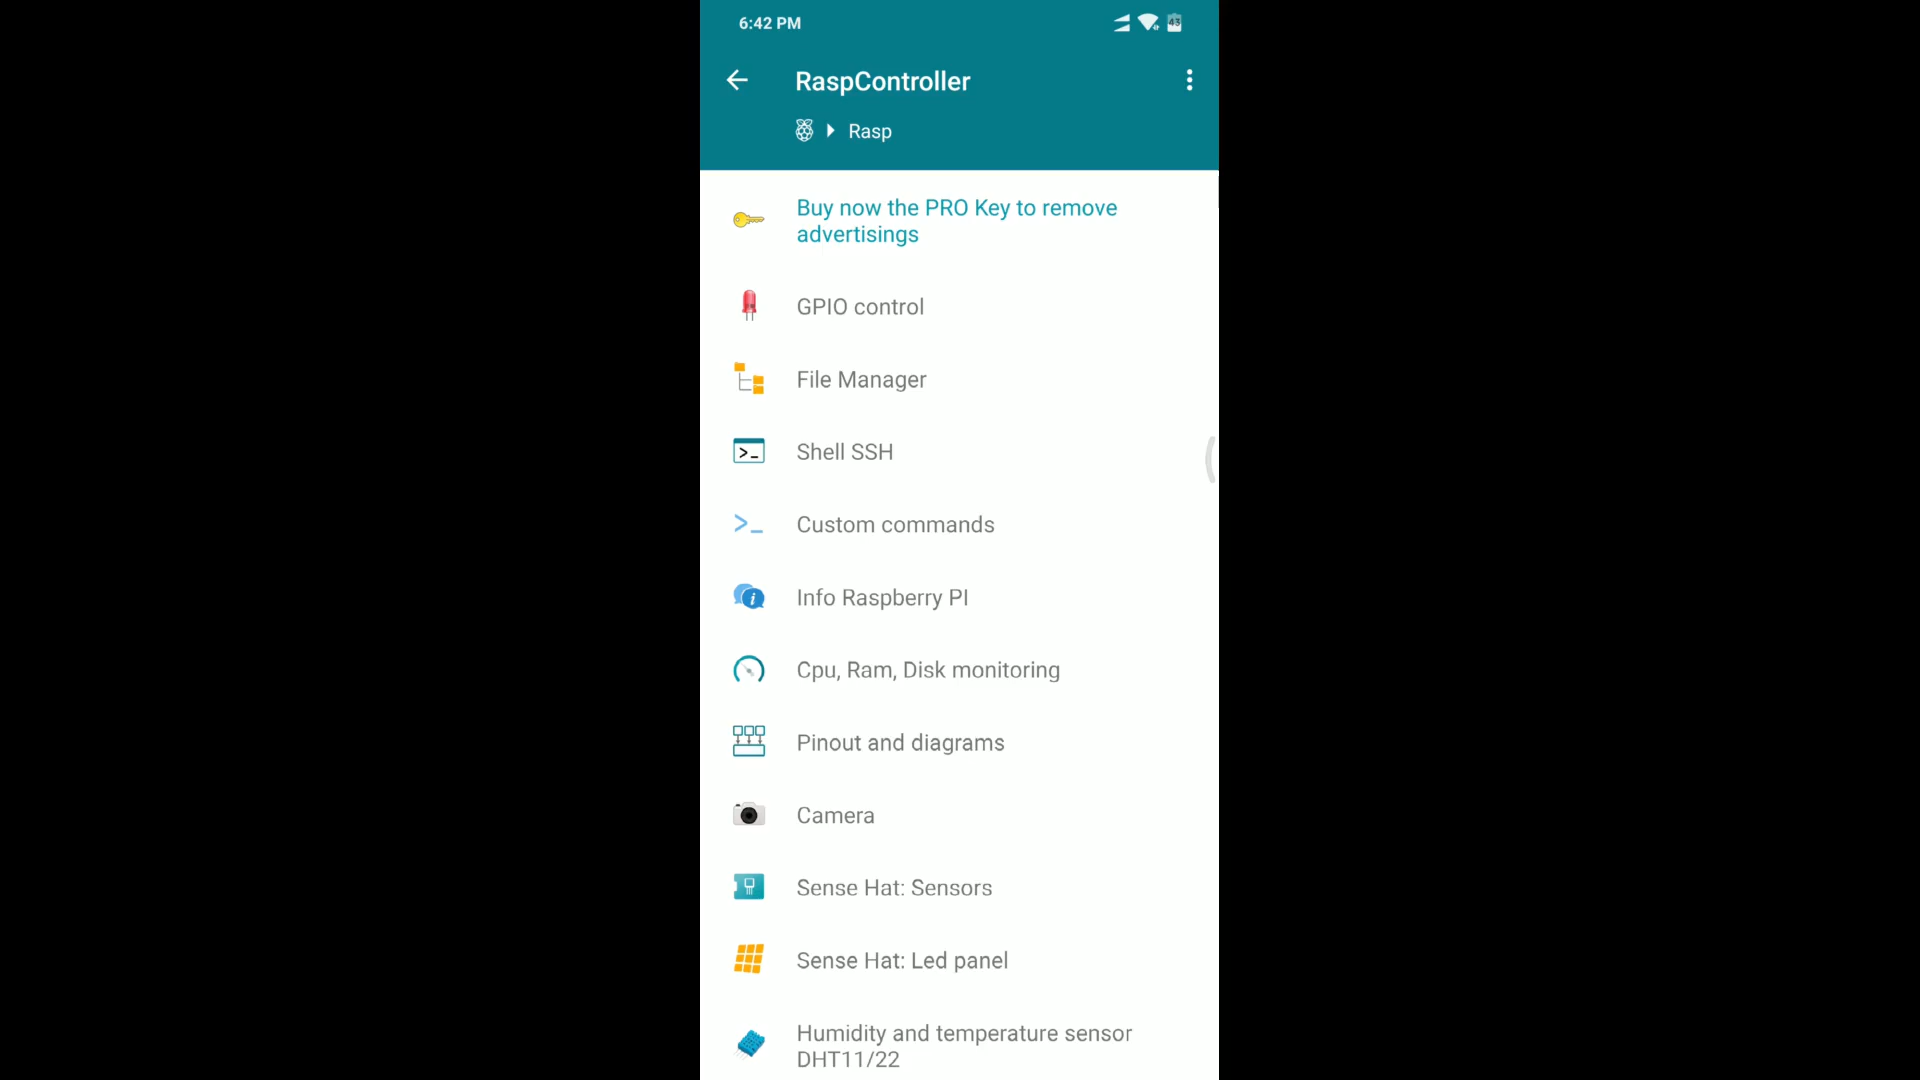 6:42 PM
43
RaspController
Rasp
Buy now the PRO Key to remove
advertisings
GPIO control
File Manager
>_
Shell SSH
>_
Custom commands
i
Info Raspberry PI
Cpu, Ram, Disk monitoring
Pinout and diagrams
Camera
Sense Hat: Sensors
Sense Hat: Led panel
Humidity and temperature sensor
DHT11/22